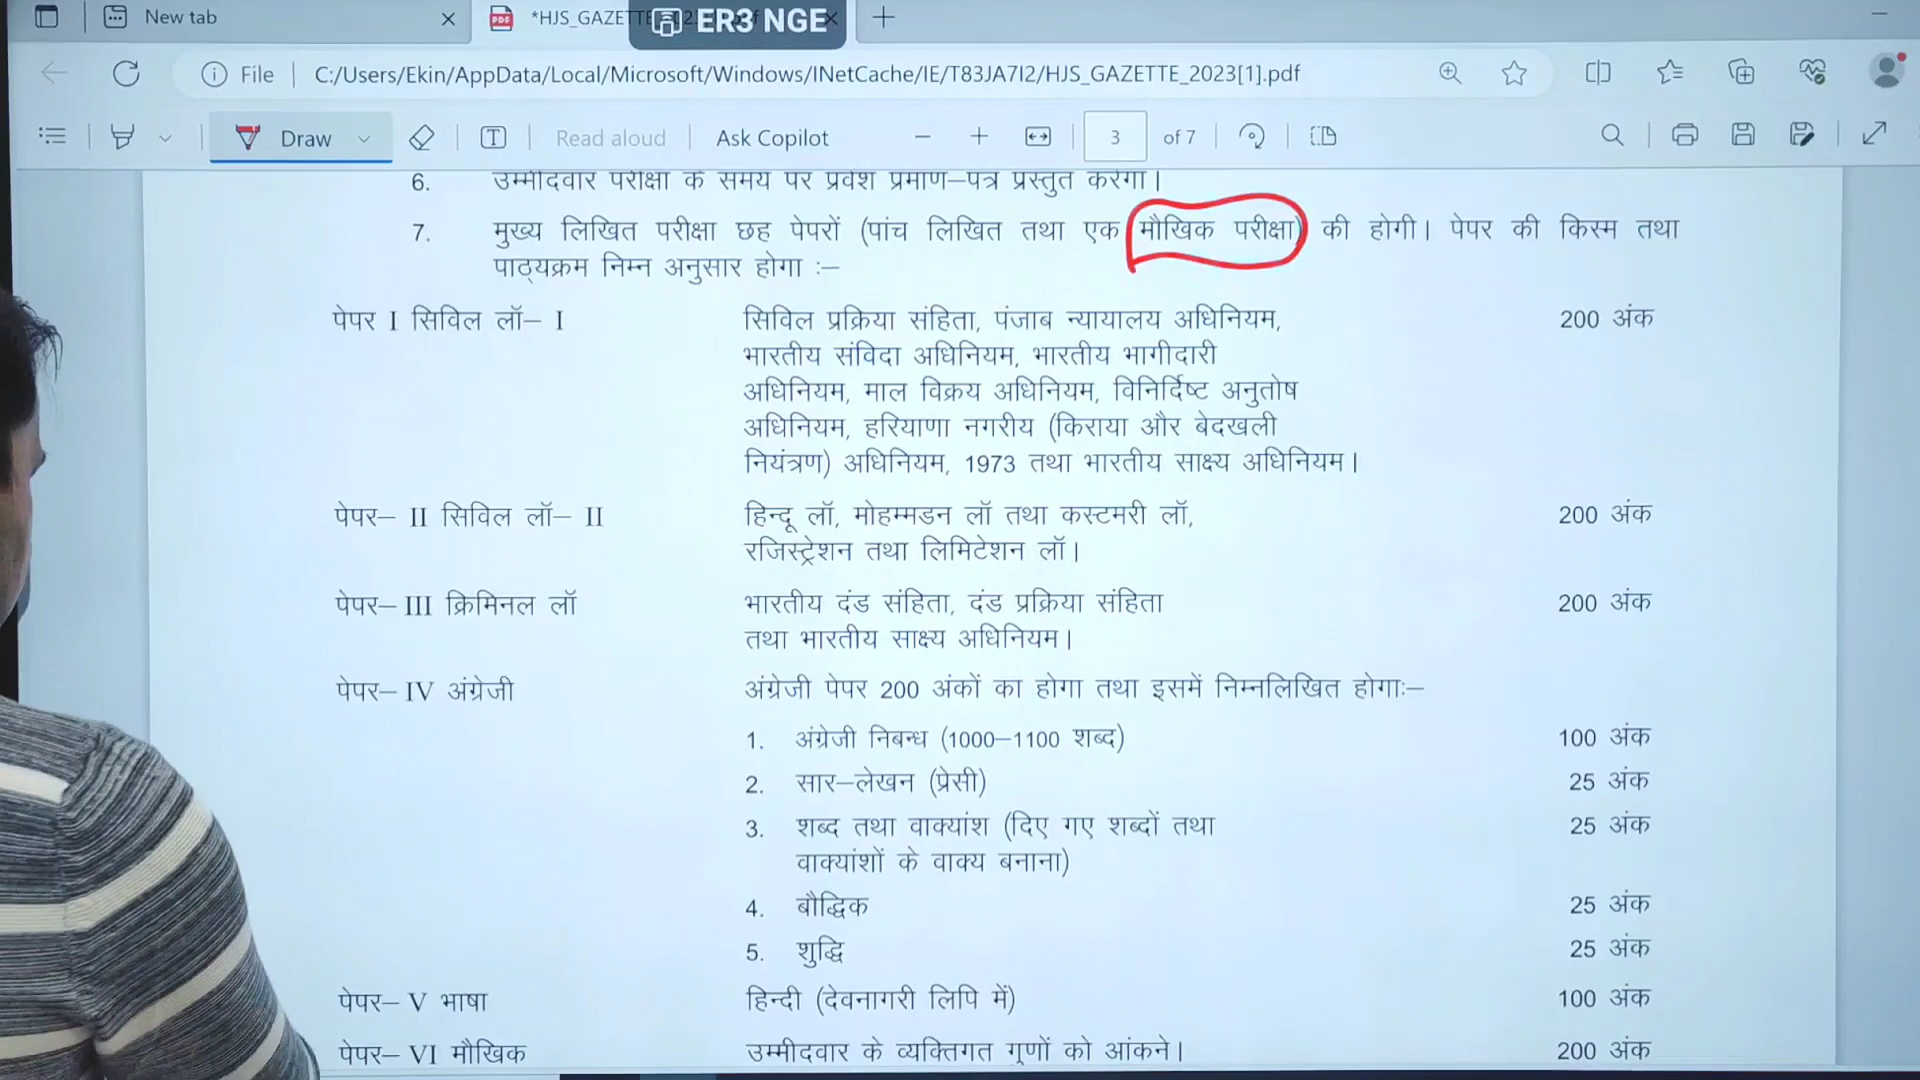 New tab
*HJS_GAZETTE
ER3 NGE
File
C:/Users/Ekin/AppData/Local/Microsoft/Windows/INetCache/IE/T83JA7I2/HJS_GAZETTE_2023[1].pdf
Draw
Read aloud
Ask Copilot
3 of 7
6. उम्मीदवार परीक्षा के समय पर प्रवेश प्रमाण–पत्र प्रस्तुत करेगा।
7. मुख्य लिखित परीक्षा छह पेपरों (पांच लिखित तथा एक मौखिक परीक्षा) की होगी। पेपर की किस्म तथा
पाठ्यक्रम निम्न अनुसार होगा :–
पेपर I सिविल लॉ– I सिविल प्रक्रिया संहिता, पंजाब न्यायालय अधिनियम, 200 अंक
भारतीय संविदा अधिनियम, भारतीय भागीदारी
अधिनियम, माल विक्रय अधिनियम, विनिर्दिष्ट अनुतोष
अधिनियम, हरियाणा नगरीय (किराया और बेदखली
नियंत्रण) अधिनियम, 1973 तथा भारतीय साक्ष्य अधिनियम।
पेपर– II सिविल लॉ– II हिन्दू लॉ, मोहम्मडन लॉ तथा कस्टमरी लॉ, 200 अंक
रजिस्ट्रेशन तथा लिमिटेशन लॉ।
पेपर– III क्रिमिनल लॉ भारतीय दंड संहिता, दंड प्रक्रिया संहिता 200 अंक
तथा भारतीय साक्ष्य अधिनियम।
पेपर– IV अंग्रेजी अंग्रेजी पेपर 200 अंकों का होगा तथा इसमें निम्नलिखित होगाः–
1. अंग्रेजी निबन्ध (1000–1100 शब्द) 100 अंक
2. सार–लेखन (प्रेसी) 25 अंक
3. शब्द तथा वाक्यांश (दिए गए शब्दों तथा 25 अंक
वाक्यांशों के वाक्य बनाना)
4. बौद्धिक 25 अंक
5. शुद्धि 25 अंक
पेपर– V भाषा हिन्दी (देवनागरी लिपि में) 100 अंक
पेपर– VI मौखिक उम्मीदवार के व्यक्तिगत गुणों को आंकने। 200 अंक